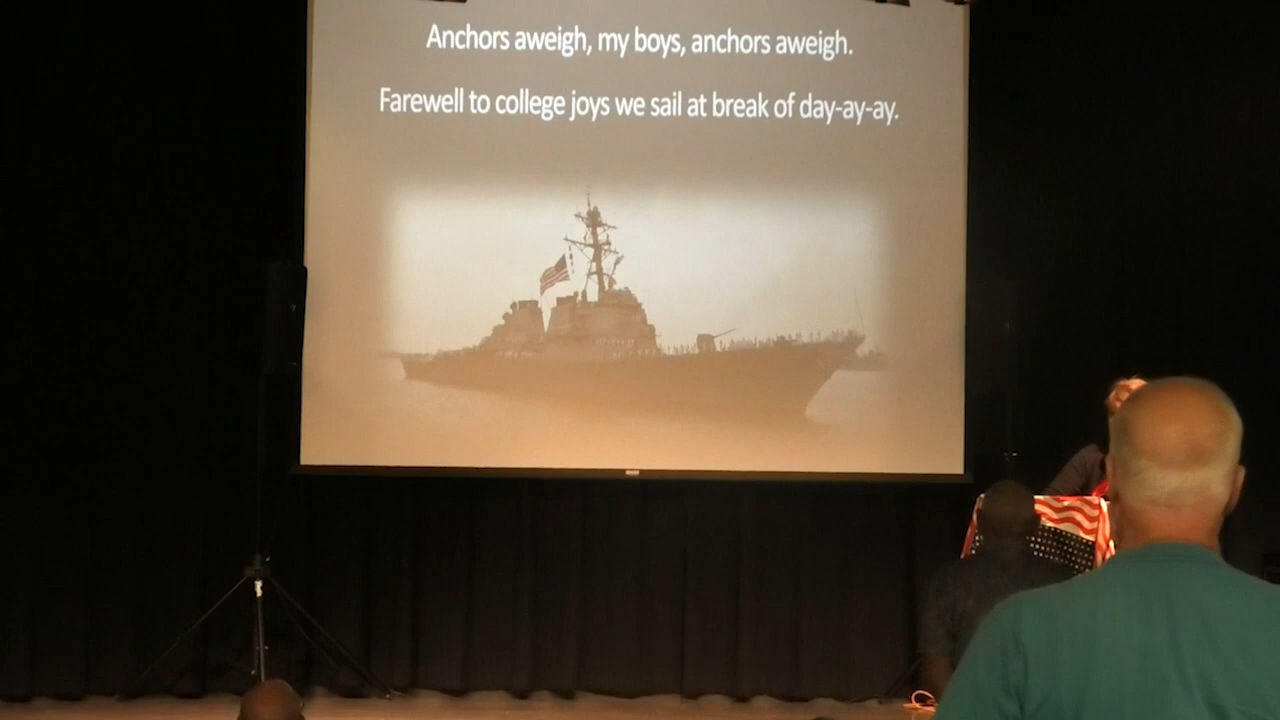 Anchors aweigh, my boys, anchors aweigh.
Farewell to college joys we sail at break of day-ay-ay.